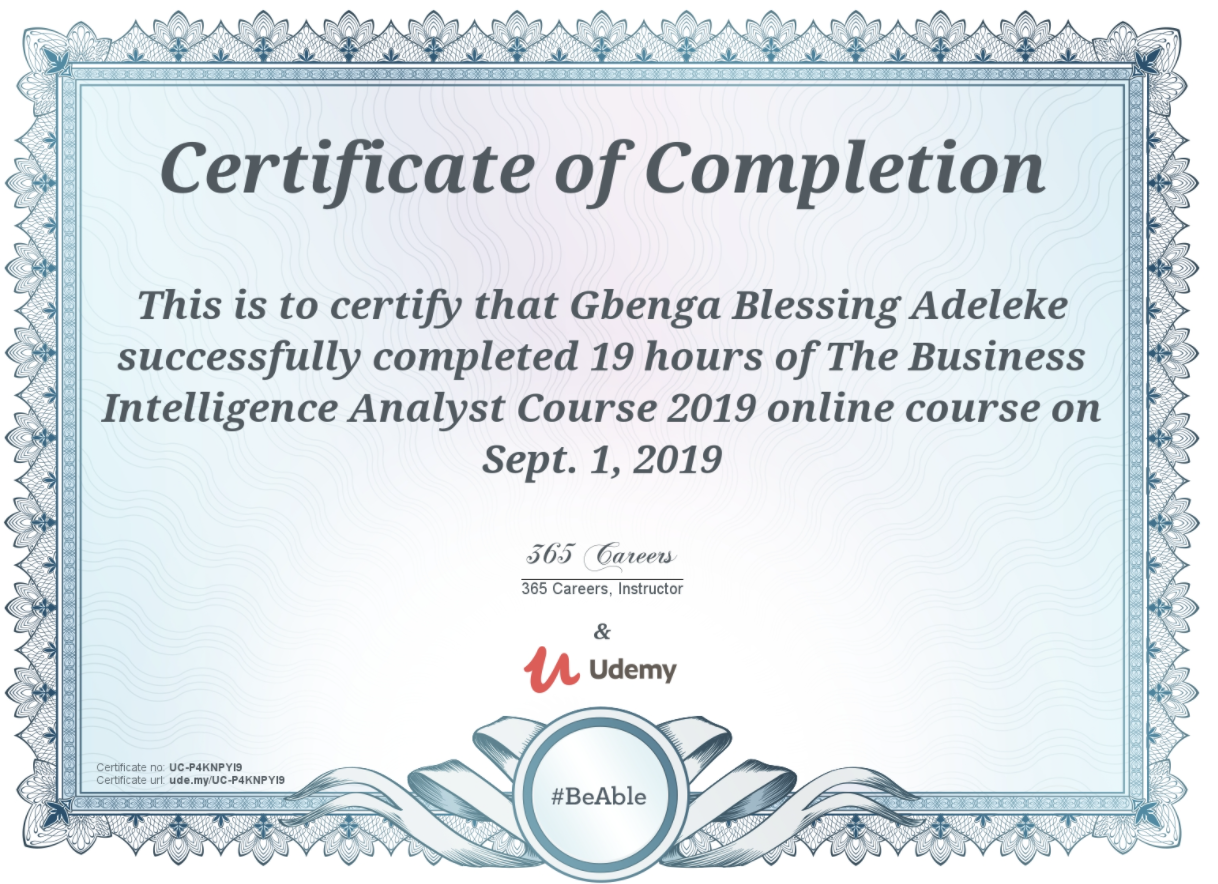 Certificate of Completion
This is to certify that Gbenga Blessing Adeleke
successfully completed 19 hours of The Business
Intelligence Analyst Course 2019 online course on
Sept. 1, 2019
365 Careers
365 Careers, Instructor
&
Udemy
#BeAble
Certificate no: UC-P4KNPYI9
Certificate url: ude.my/UC-P4KNPYI9